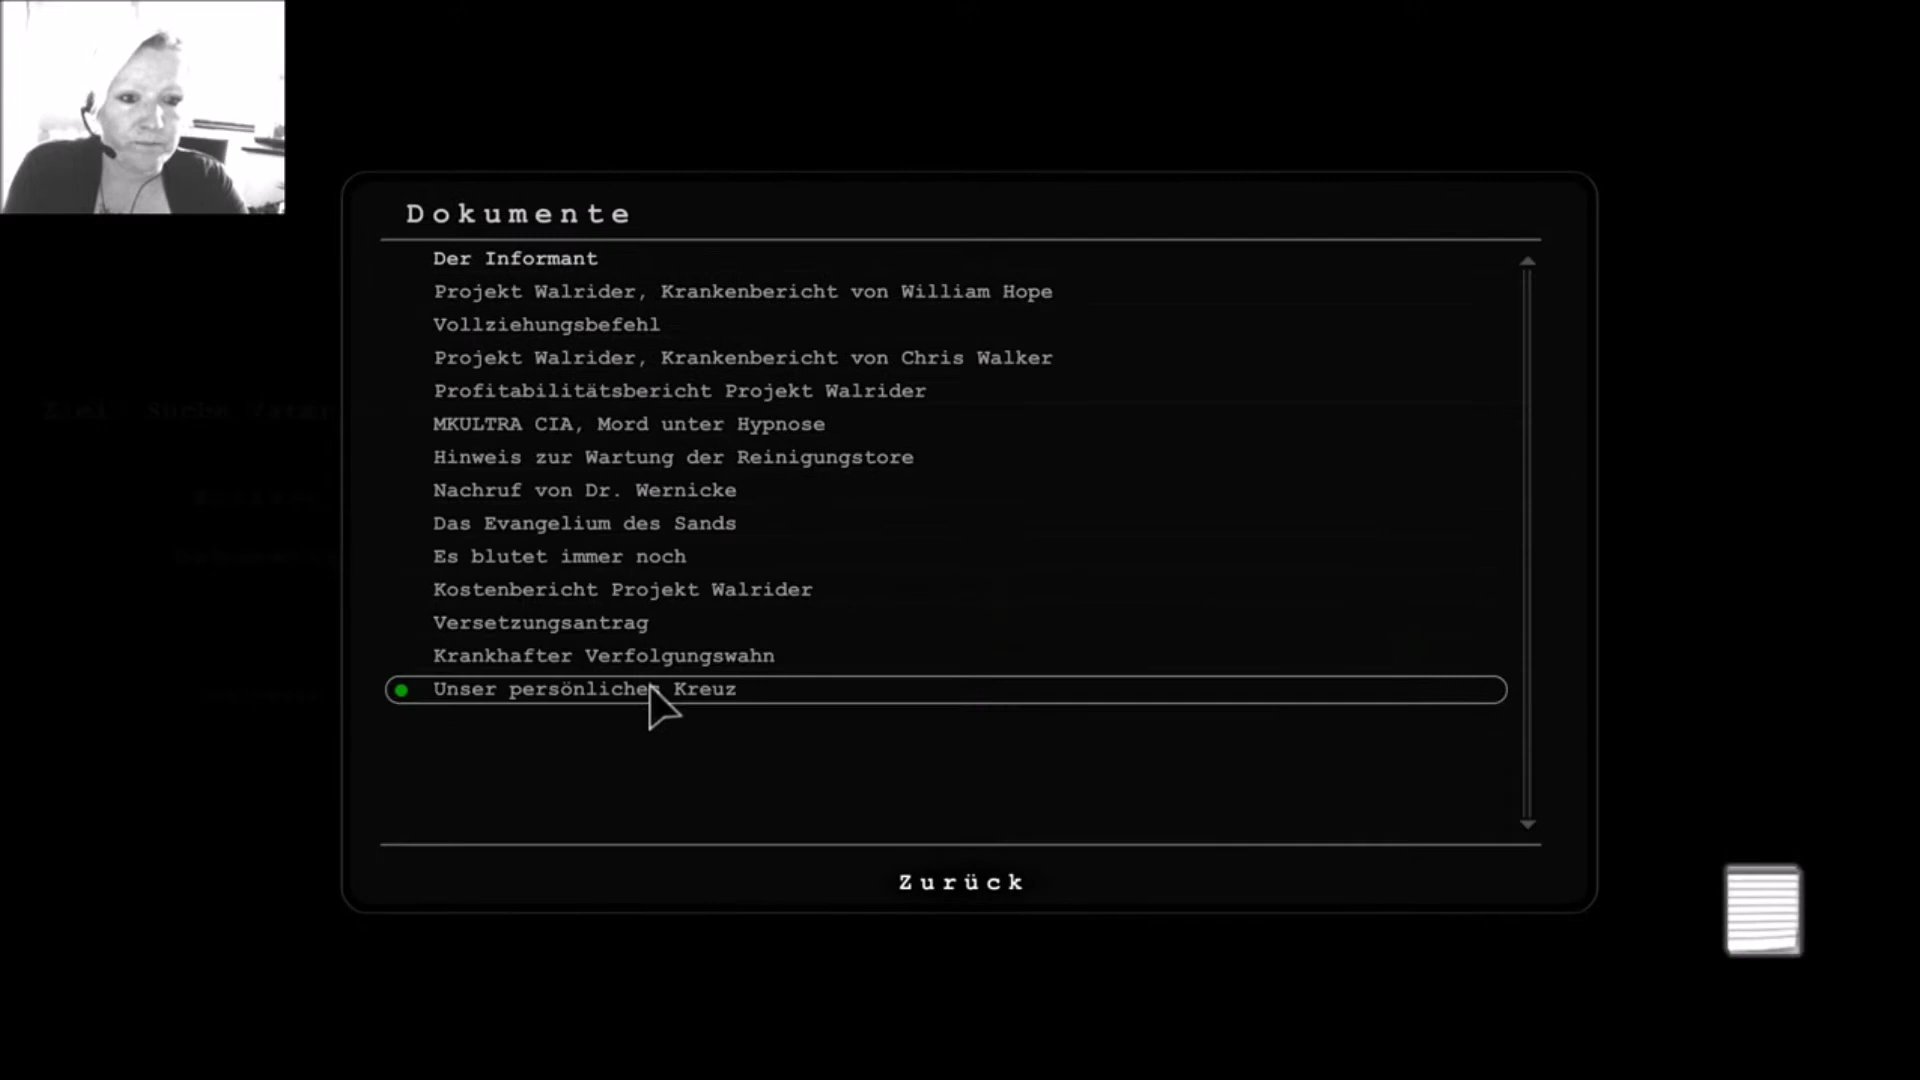 Dokumente
Der Informant
Projekt Walrider, Krankenbericht von William Hope
Vollziehungsbefehl
Projekt Walrider, Krankenbericht von Chris Walker
Profitabilitätsbericht Projekt Walrider
MKULTRA CIA, Mord unter Hypnose
Hinweis zur Wartung der Reinigungstore
Nachruf von Dr. Wernicke
Das Evangelium des Sands
Es blutet immer noch
Kostenbericht Projekt Walrider
Versetzungsantrag
Krankhafter Verfolgungswahn
Unser Kreuz
Zurück